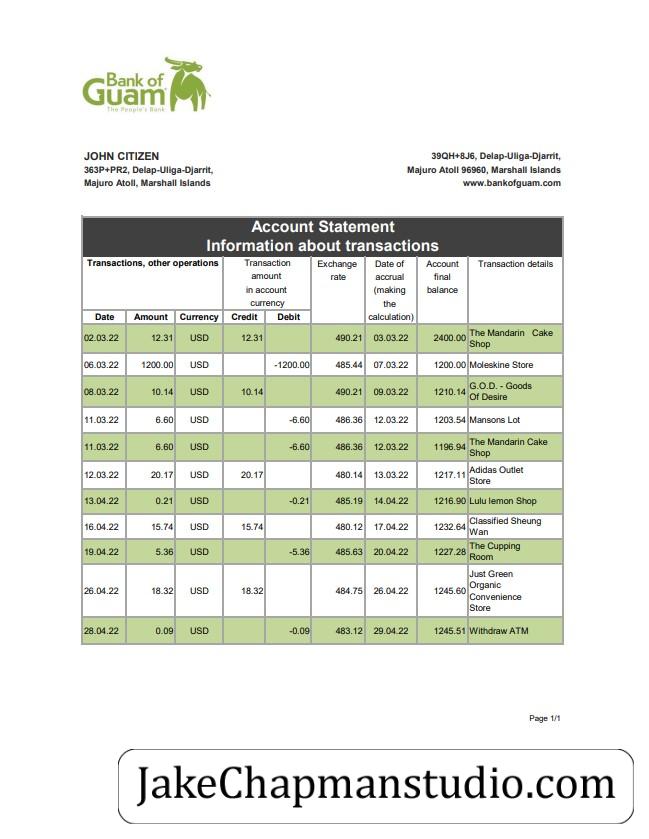 Bank of
Guam
The People's Bank
JOHN CITIZEN
363P+PR2, Delap-Uliga-Djarrit,
Majuro Atoll, Marshall Islands
39QH+8J6, Delap-Uliga-Djarrit,
Majuro Atoll 96960, Marshall Islands
www.bankofguam.com
Account Statement
Information about transactions
Transactions, other operations
Transaction
amount
in account
currency
Exchange
rate
Date of
accrual
(making
the
calculation)
Account
final
balance
Transaction details
Date Amount Currency Credit Debit
02.03.22 12.31 USD 12.31 490.21 03.03.22 2400.00 The Mandarin Cake
Shop
06.03.22 1200.00 USD -1200.00 485.44 07.03.22 1200.00 Moleskine Store
08.03.22 10.14 USD 10.14 490.21 09.03.22 1210.14 G.O.D. - Goods
Of Desire
11.03.22 6.60 USD -6.60 486.36 12.03.22 1203.54 Mansons Lot
11.03.22 6.60 USD -6.60 486.36 12.03.22 1196.94 The Mandarin Cake
Shop
12.03.22 20.17 USD 20.17 480.14 13.03.22 1217.11 Adidas Outlet
Store
13.04.22 0.21 USD -0.21 485.19 14.04.22 1216.90 Lulu lemon Shop
16.04.22 15.74 USD 15.74 480.12 17.04.22 1232.64 Classified Sheung
Wan
19.04.22 5.36 USD -5.36 485.63 20.04.22 1227.28 The Cupping
Room
26.04.22 18.32 USD 18.32 484.75 26.04.22 1245.60 Just Green
Organic
Convenience
Store
28.04.22 0.09 USD -0.09 483.12 29.04.22 1245.51 Withdraw ATM
Page 1/1
JakeChapmanstudio.com